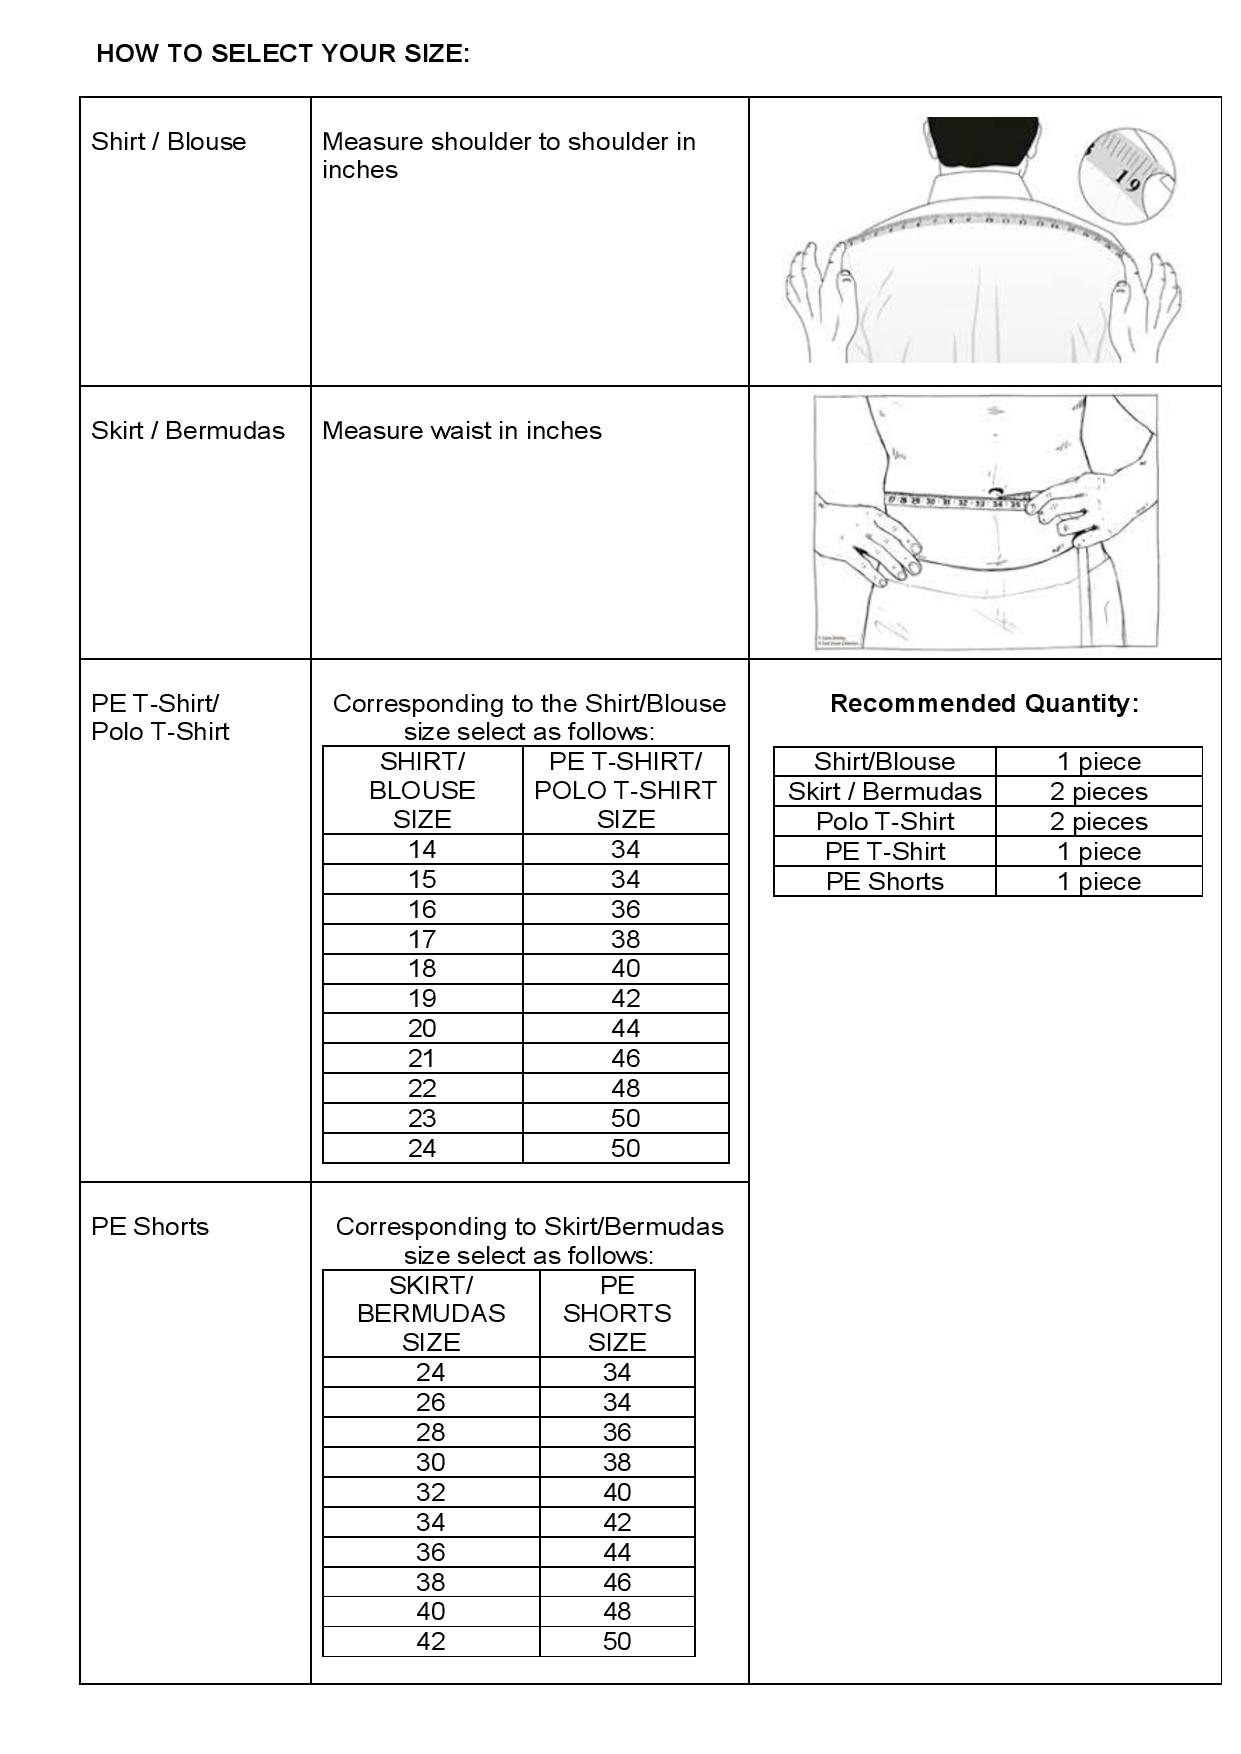 HOW TO SELECT YOUR SIZE:
Shirt / Blouse
Measure shoulder to shoulder in
inches
19
Skirt / Bermudas
Measure waist in inches
27 28 29 30 31 32 33 34 35
PE T-Shirt/
Polo T-Shirt
Corresponding to the Shirt/Blouse
size select as follows:
SHIRT/
BLOUSE
SIZE
PE T-SHIRT/
POLO T-SHIRT
SIZE
14 34
15 34
16 36
17 38
18 40
19 42
20 44
21 46
22 48
23 50
24 50
Recommended Quantity:
Shirt/Blouse 1 piece
Skirt / Bermudas 2 pieces
Polo T-Shirt 2 pieces
PE T-Shirt 1 piece
PE Shorts 1 piece
PE Shorts
Corresponding to Skirt/Bermudas
size select as follows:
SKIRT/
BERMUDAS
SIZE
PE
SHORTS
SIZE
24 34
26 34
28 36
30 38
32 40
34 42
36 44
38 46
40 48
42 50